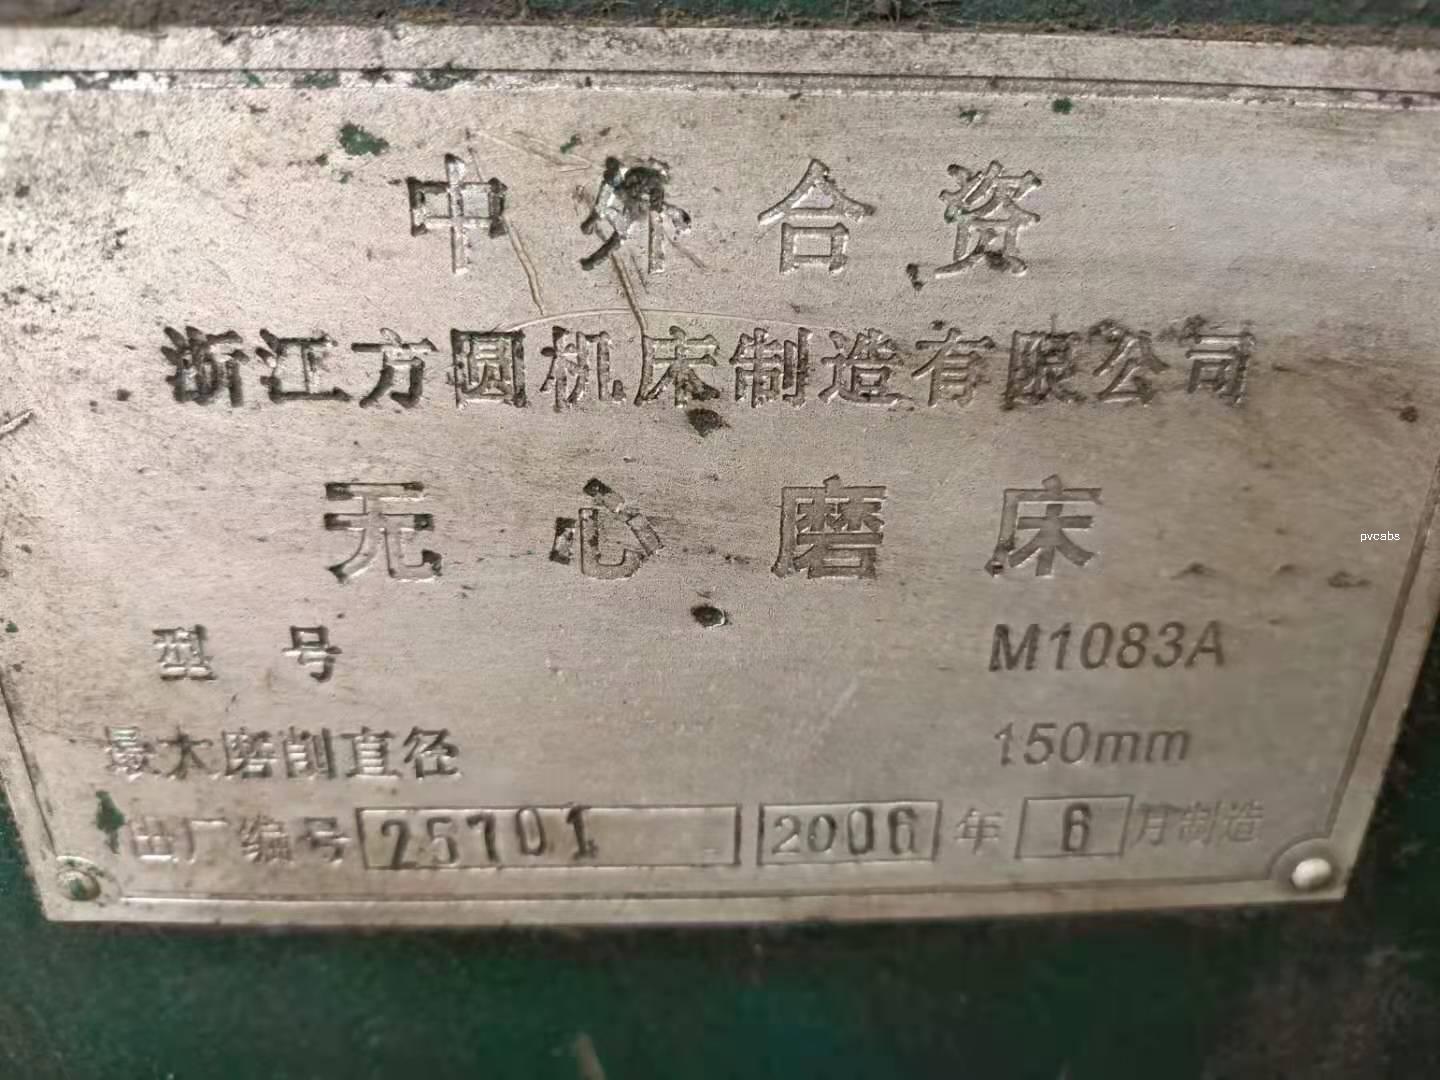 中外合资
浙江方圆机床制造有限公司
无心磨床
型号 M1083A
最大磨削直径 150mm
出厂编号 25701 2006 年 6 月制造
pvcabs